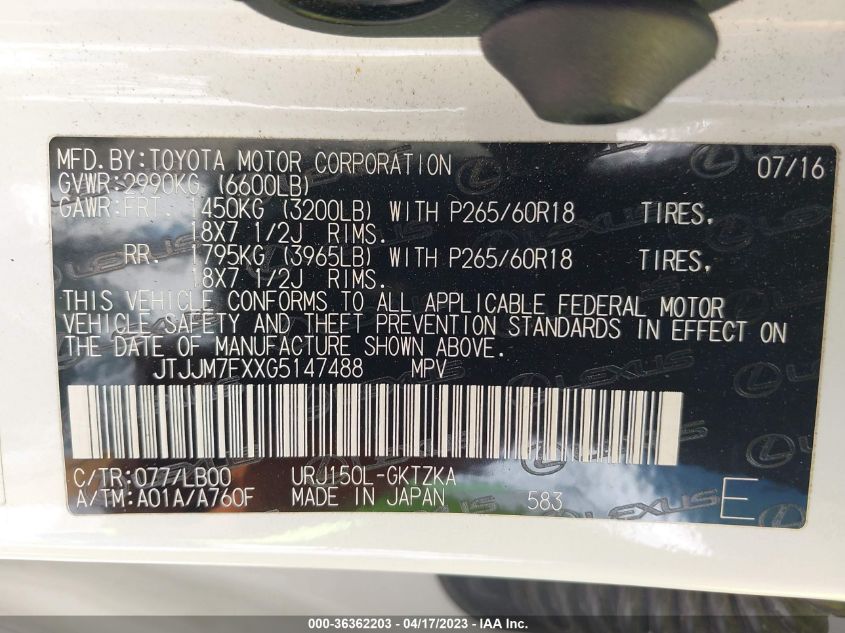 MFD.BY:TOYOTA MOTOR CORPORATION 07/16
GVWR:2990KG (6600LB)
GAWR:FRT. 1450KG (3200LB) WITH P265/60R18 TIRES,
18X7 1/2J RIMS.
RR. 1795KG (3965LB) WITH P265/60R18 TIRES,
18X7 1/2J RIMS.
THIS VEHICLE CONFORMS TO ALL APPLICABLE FEDERAL MOTOR
VEHICLE SAFETY AND THEFT PREVENTION STANDARDS IN EFFECT ON
THE DATE OF MANUFACTURE SHOWN ABOVE.
JTJJM7FXXG5147488 MPV
C/TR:077/LB00 URJ150L-GKTZKA
A/TM:A01A/A760F MADE IN JAPAN 583 E
LEXUS
000-36362203 - 04/17/2023 - IAA Inc.